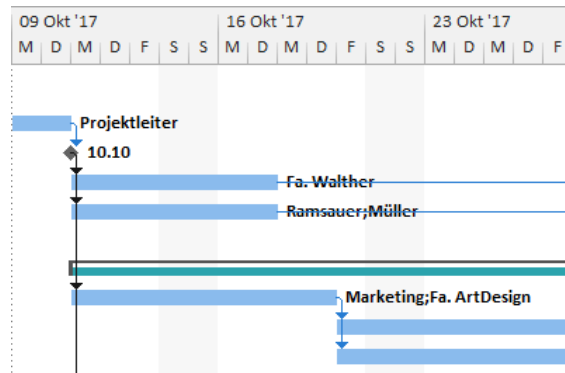 09 Okt '17 16 Okt '17 23 Okt '17
M D M D F S S M D M D F S S M D M D F
Projektleiter
10.10
Fa. Walther
Ramsauer;Müller
Marketing;Fa. ArtDesign